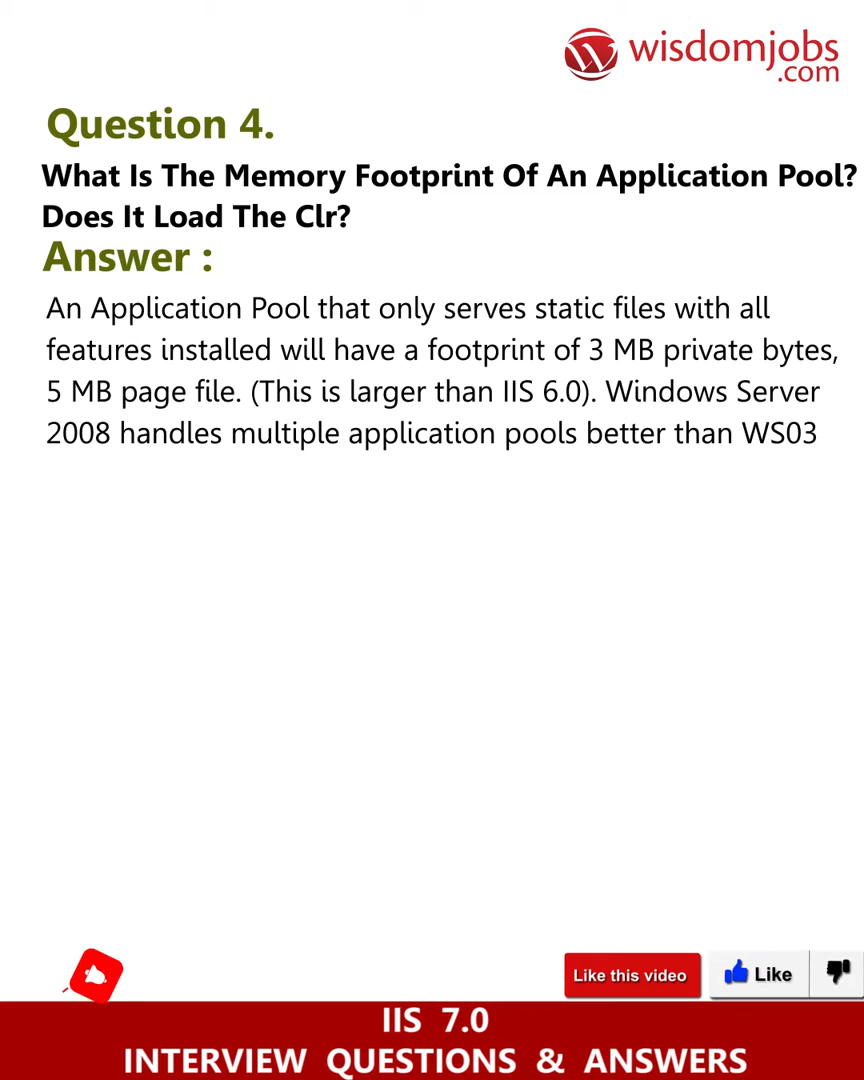 wisdomjobs
.com
Question 4.
What Is The Memory Footprint Of An Application Pool?
Does It Load The Clr?
Answer :
An Application Pool that only serves static files with all
features installed will have a footprint of 3 MB private bytes,
5 MB page file. (This is larger than IIS 6.0). Windows Server
2008 handles multiple application pools better than WS03
Like this video
Like
IIS 7.0
INTERVIEW QUESTIONS & ANSWERS